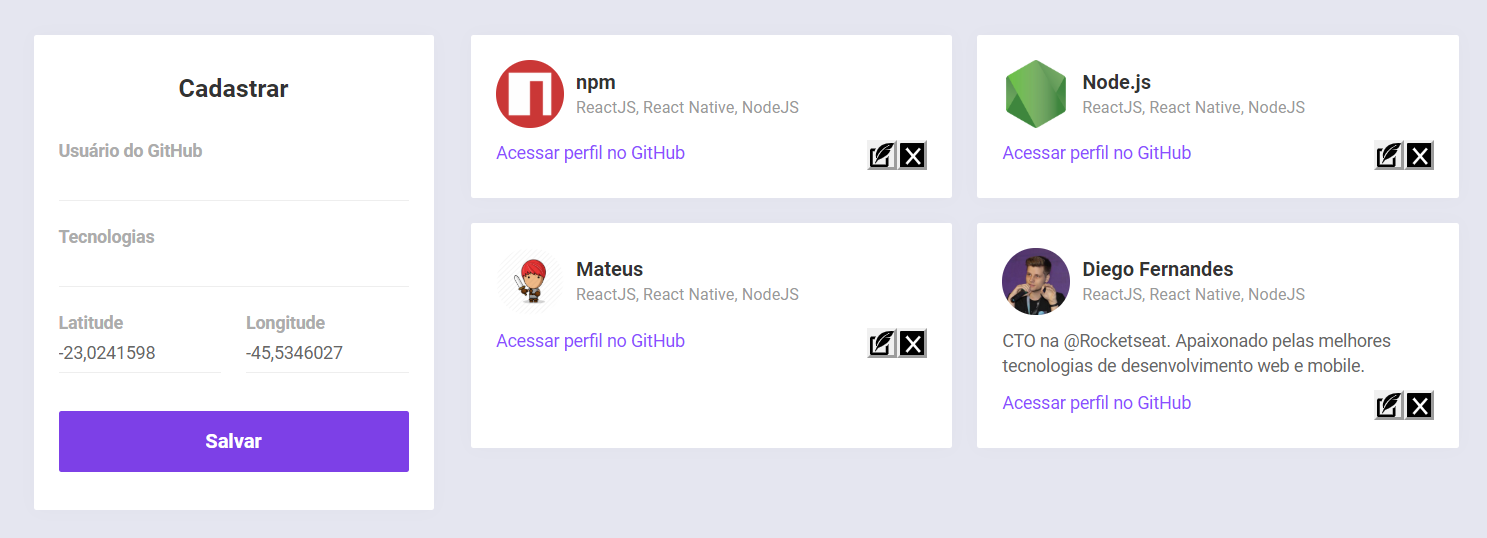 Cadastrar
Usuário do GitHub
Tecnologias
Latitude
Longitude
-23,0241598
-45,5346027
Salvar
npm
ReactJS, React Native, NodeJS
Acessar perfil no GitHub
Node.js
ReactJS, React Native, NodeJS
Acessar perfil no GitHub
Mateus
ReactJS, React Native, NodeJS
Acessar perfil no GitHub
Diego Fernandes
ReactJS, React Native, NodeJS
CTO na @Rocketseat. Apaixonado pelas melhores
tecnologias de desenvolvimento web e mobile.
Acessar perfil no GitHub